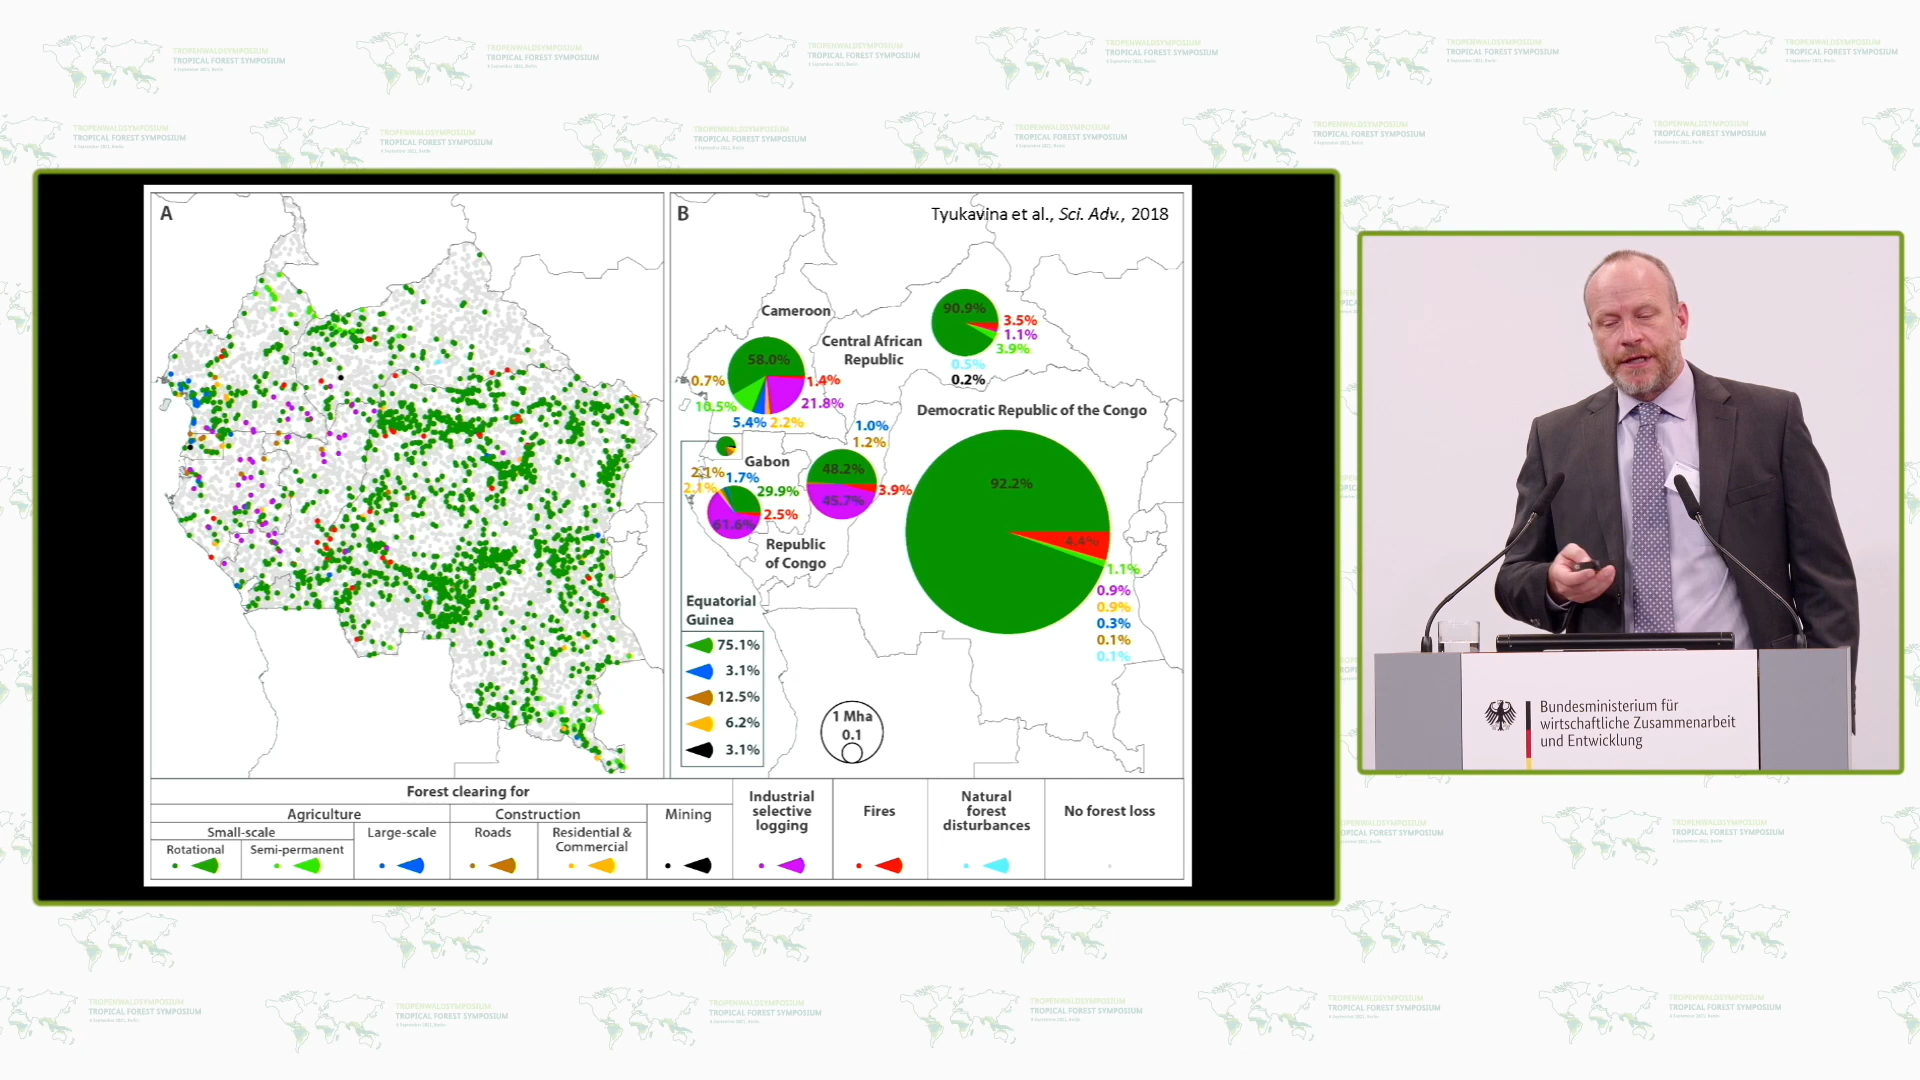 TROPENWALDSYMPOSIUM
TROPICAL FOREST SYMPOSIUM
A
B
Tyukavina et al., Sci. Adv., 2018
Cameroon
58.0%
0.7%
10.5%
5.4%
2.2%
1.4%
21.8%
Central African
Republic
90.9%
3.5%
1.1%
3.9%
0.5%
0.2%
Democratic Republic of the Congo
92.2%
4.4%
1.1%
0.9%
0.9%
0.3%
0.1%
0.1%
1.0%
1.2%
48.2%
45.7%
3.9%
Gabon
2.1%
1.7%
2.1%
29.9%
61.6%
2.5%
Republic
of Congo
Equatorial
Guinea
75.1%
3.1%
12.5%
6.2%
3.1%
1 Mha
0.1
Forest clearing for
Agriculture
Construction
Mining
Small-scale
Large-scale
Roads
Residential &
Commercial
Rotational
Semi-permanent
Industrial
selective
logging
Fires
Natural
forest
disturbances
No forest loss
Bundesministerium für
wirtschaftliche Zusammenarbeit
und Entwicklung